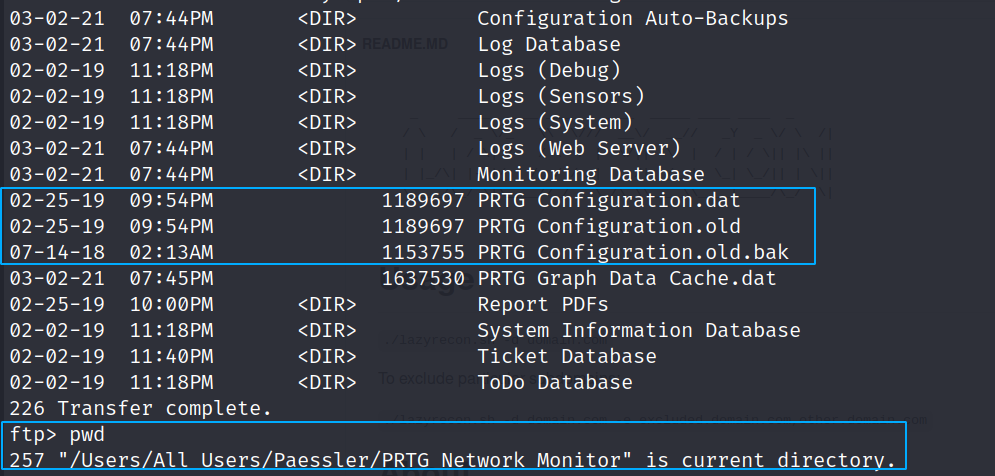 03-02-21  07:44PM       <DIR>          Configuration Auto-Backups
03-02-21  07:44PM       <DIR>          Log Database
README.MD
02-02-19  11:18PM       <DIR>          Logs (Debug)
02-02-19  11:18PM       <DIR>          Logs (Sensors)
02-02-19  11:18PM       <DIR>          Logs (System)
03-02-21  07:44PM       <DIR>          Logs (Web Server)
03-02-21  07:44PM       <DIR>          Monitoring Database
02-25-19  09:54PM              1189697 PRTG Configuration.dat
02-25-19  09:54PM              1189697 PRTG Configuration.old
07-14-18  02:13AM              1153755 PRTG Configuration.old.bak
03-02-21  07:45PM              1637530 PRTG Graph Data Cache.dat
Usage
02-25-19  10:00PM       <DIR>          Report PDFs
02-02-19  11:18PM       <DIR>          System Information Database
02-02-19  11:40PM       <DIR>          Ticket Database
02-02-19  11:18PM       <DIR>          ToDo Database
To exclude
226 Transfer complete.
ftp> pwd
257 "/Users/All Users/Paessler/PRTG Network Monitor" is current directory.